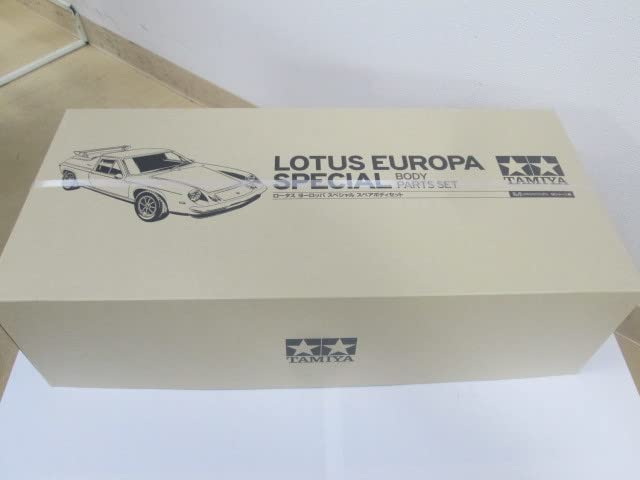 LOTUS EUROPA
SPECIAL BODY
PARTS SET
ロータス ヨーロッパ スペシャル スペアボディセット
TAMIYA
TAMIYA